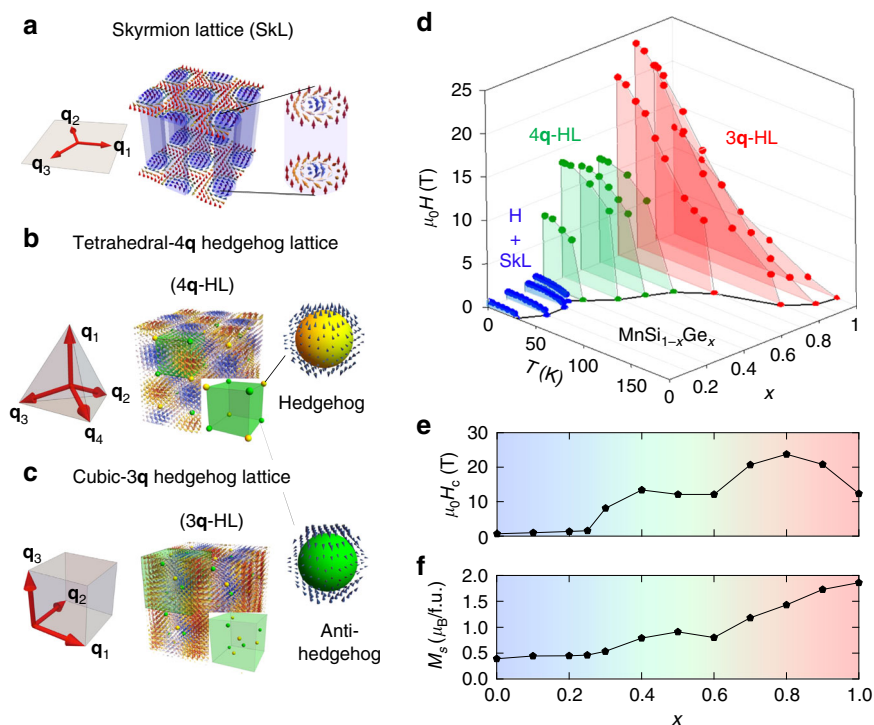 a
Skyrmion lattice (SkL)
q2
q1
q3
b
Tetrahedral-4q hedgehog lattice
(4q-HL)
q1
q2
q3
q4
Hedgehog
c
Cubic-3q hedgehog lattice
(3q-HL)
q3
q2
q1
Anti-
hedgehog
d
μ0H (T)
25
20
15
10
5
0
4q-HL
3q-HL
H
+
SkL
MnSi1–xGex
0
50
100
150
T (K)
0
0.2
0.4
0.6
0.8
1
x
e
μ0Hc (T)
30
20
10
0
f
Ms (μB/f.u.)
2.0
1.5
1.0
0.5
0.0
0.0 0.2 0.4 0.6 0.8 1.0
x